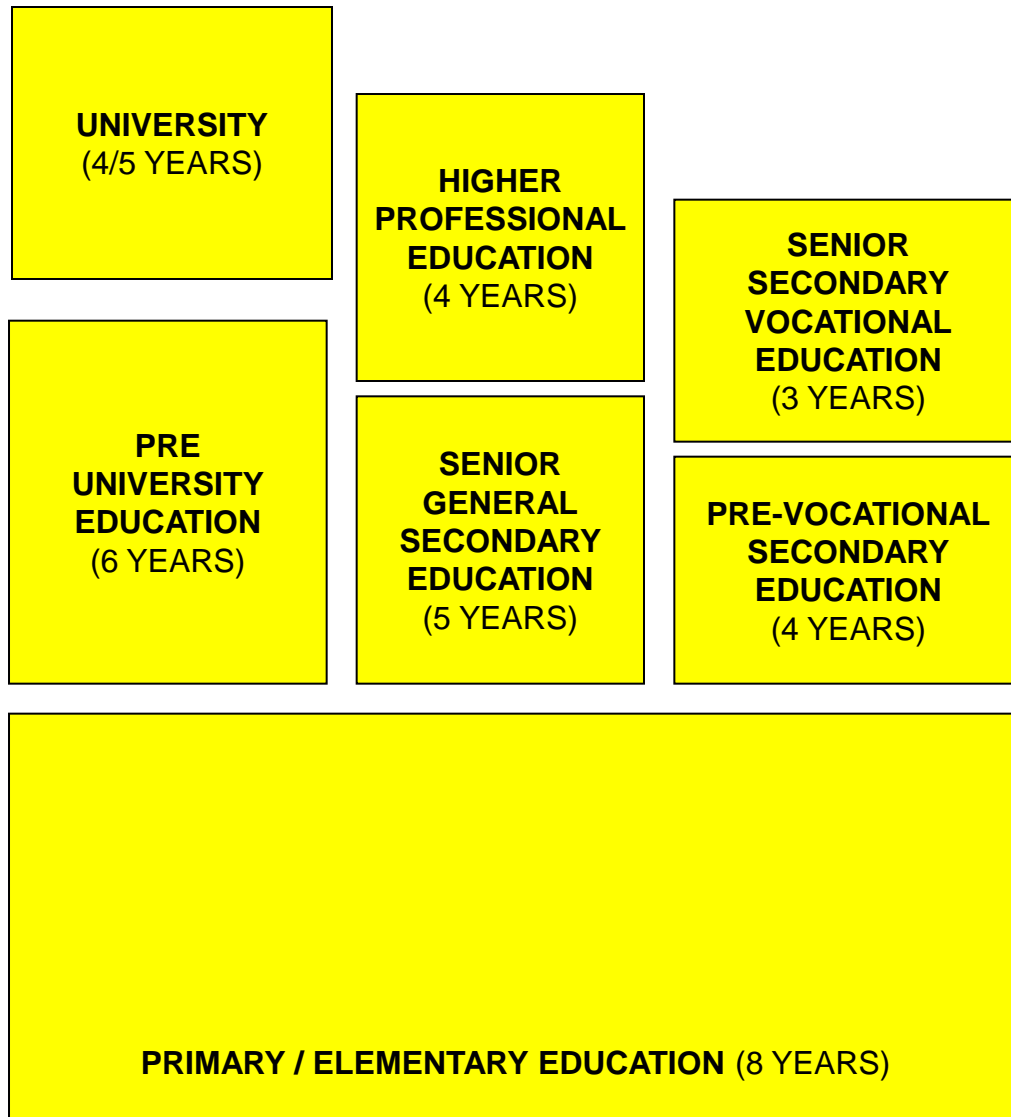 UNIVERSITY
(4/5 YEARS)
HIGHER
PROFESSIONAL
EDUCATION
(4 YEARS)
SENIOR
SECONDARY
VOCATIONAL
EDUCATION
(3 YEARS)
PRE
UNIVERSITY
EDUCATION
(6 YEARS)
SENIOR
GENERAL
SECONDARY
EDUCATION
(5 YEARS)
PRE-VOCATIONAL
SECONDARY
EDUCATION
(4 YEARS)
PRIMARY / ELEMENTARY EDUCATION (8 YEARS)